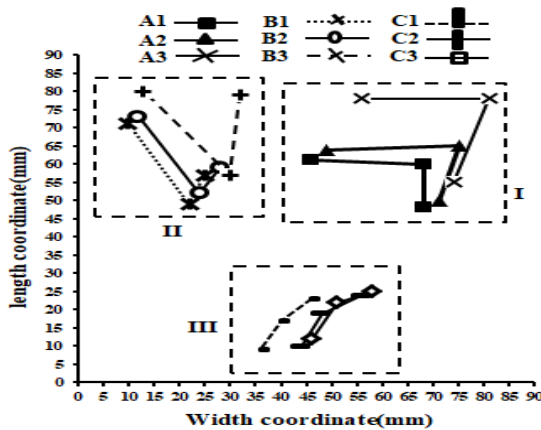 A1 B1 C1
A2 B2 C2
A3 B3 C3
90
85
80
75
70
65
60
55
50
45
40
35
30
25
20
15
10
5
0
length coordinate(mm)
I
II
III
0 5 10 15 20 25 30 35 40 45 50 55 60 65 70 75 80 85 90
Width coordinate(mm)